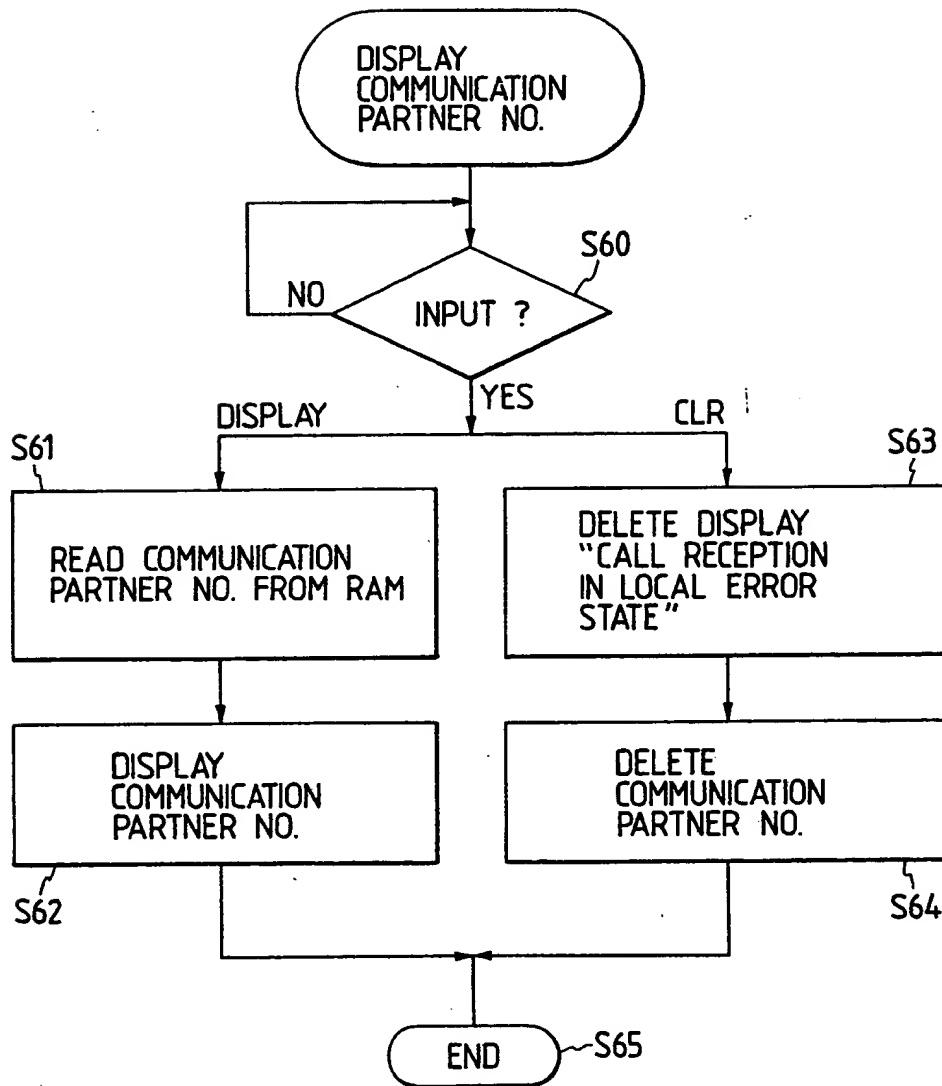 DISPLAY
COMMUNICATION
PARTNER NO.
S60
NO
INPUT ?
YES
DISPLAY
CLR
S61
S63
READ COMMUNICATION
PARTNER NO. FROM RAM
DELETE DISPLAY
"CALL RECEPTION
IN LOCAL ERROR
STATE"
DISPLAY
COMMUNICATION
PARTNER NO.
DELETE
COMMUNICATION
PARTNER NO.
S62
S64
END
S65